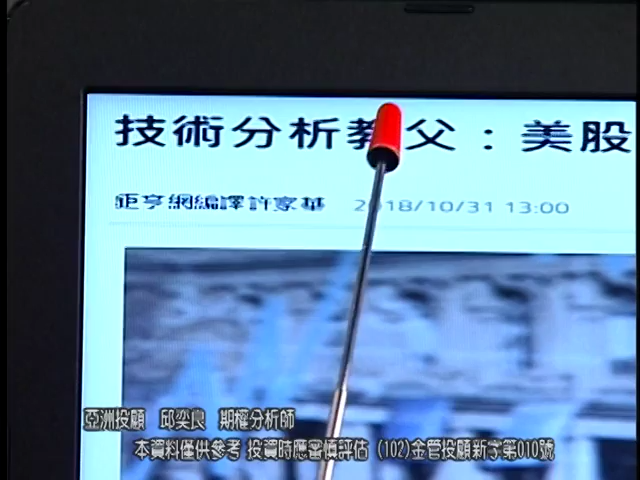 技術分析教父：美股
鉅亨網編譯許家華 2018/10/31 13:00
亞洲投顧 邱奕良 期權分析師
本資料僅供參考 投資時應審慎評估 (102)金管投顧新字第010號